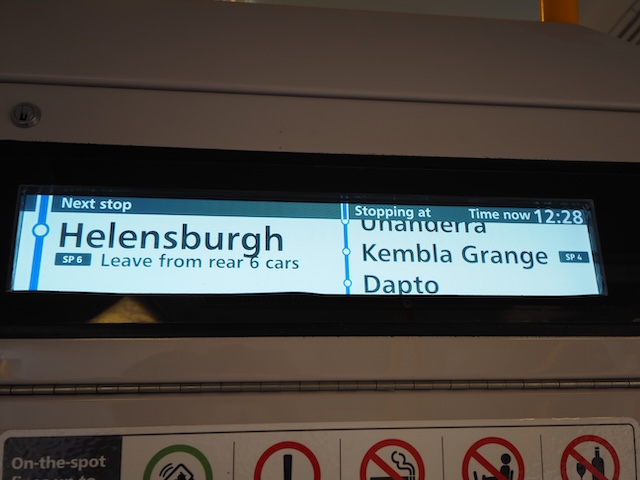 Next stop
Helensburgh
SP 6 Leave from rear 6 cars
Stopping at Time now 12:28
Unanderra
Kembla Grange SP 4
Dapto
On-the-spot